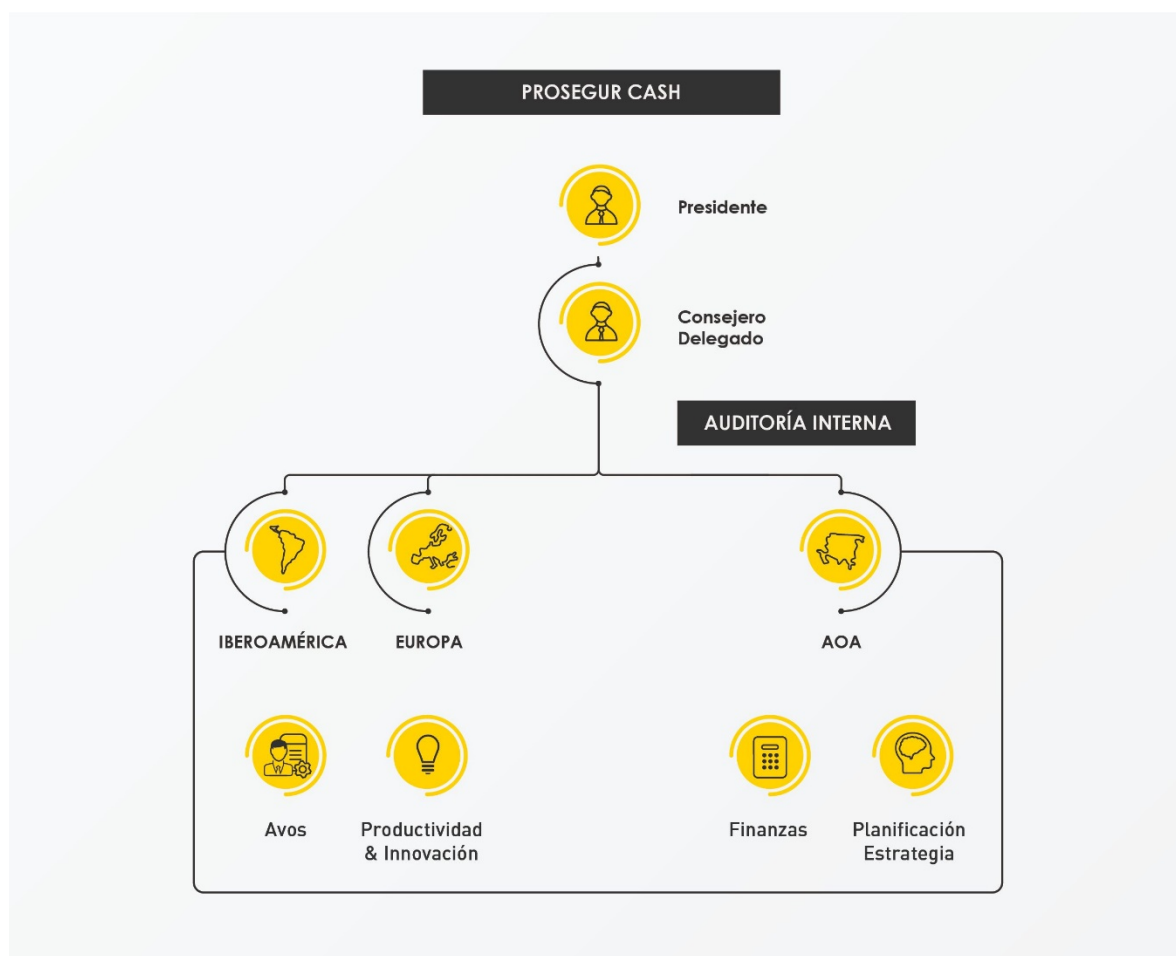 PROSEGUR CASH
Presidente
Consejero
Delegado
AUDITORÍA INTERNA
IBEROAMÉRICA
EUROPA
AOA
Avos
Productividad
& Innovación
Finanzas
Planificación
Estrategia